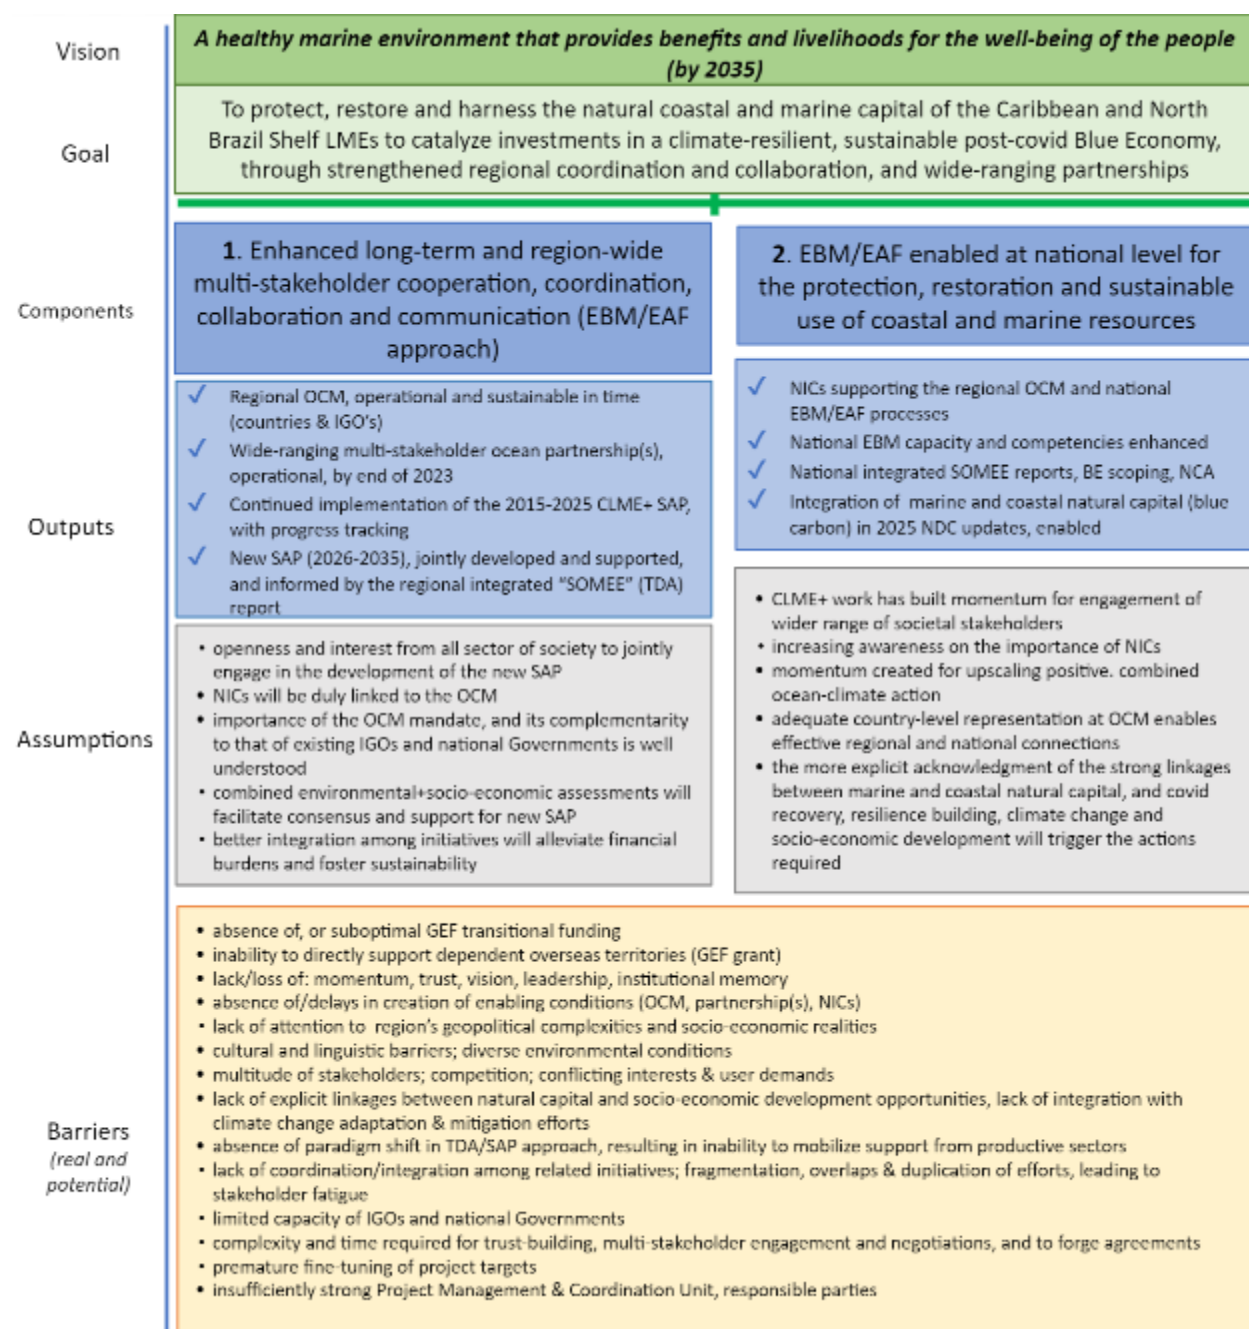 Vision
A healthy marine environment that provides benefits and livelihoods for the well-being of the people
(by 2035)
Goal
To protect, restore and harness the natural coastal and marine capital of the Caribbean and North
Brazil Shelf LMEs to catalyze investments in a climate-resilient, sustainable post-covid Blue Economy,
through strengthened regional coordination and collaboration, and wide-ranging partnerships
Components
1. Enhanced long-term and region-wide
multi-stakeholder cooperation, coordination,
collaboration and communication (EBM/EAF
approach)
2. EBM/EAF enabled at national level for
the protection, restoration and sustainable
use of coastal and marine resources
Outputs
✓ Regional OCM, operational and sustainable in time
(countries & IGO's)
✓ Wide-ranging multi-stakeholder ocean partnership(s),
operational, by end of 2023
✓ Continued implementation of the 2015-2025 CLME+ SAP,
with progress tracking
✓ New SAP (2026-2035), jointly developed and supported,
and informed by the regional integrated "SOMEE" (TDA)
report
✓ NICs supporting the regional OCM and national
EBM/EAF processes
✓ National EBM capacity and competencies enhanced
✓ National integrated SOMEE reports, BE scoping, NCA
✓ Integration of marine and coastal natural capital (blue
carbon) in 2025 NDC updates, enabled
Assumptions
• openness and interest from all sector of society to jointly
engage in the development of the new SAP
• NICs will be duly linked to the OCM
• importance of the OCM mandate, and its complementarity
to that of existing IGOs and national Governments is well
understood
• combined environmental+socio-economic assessments will
facilitate consensus and support for new SAP
• better integration among initiatives will alleviate financial
burdens and foster sustainability
• CLME+ work has built momentum for engagement of
wider range of societal stakeholders
• increasing awareness on the importance of NICs
• momentum created for upscaling positive. combined
ocean-climate action
• adequate country-level representation at OCM enables
effective regional and national connections
• the more explicit acknowledgment of the strong linkages
between marine and coastal natural capital, and covid
recovery, resilience building, climate change and
socio-economic development will trigger the actions
required
Barriers
(real and
potential)
• absence of, or suboptimal GEF transitional funding
• inability to directly support dependent overseas territories (GEF grant)
• lack/loss of: momentum, trust, vision, leadership, institutional memory
• absence of/delays in creation of enabling conditions (OCM, partnership(s), NICs)
• lack of attention to region's geopolitical complexities and socio-economic realities
• cultural and linguistic barriers; diverse environmental conditions
• multitude of stakeholders; competition; conflicting interests & user demands
• lack of explicit linkages between natural capital and socio-economic development opportunities, lack of integration with
climate change adaptation & mitigation efforts
• absence of paradigm shift in TDA/SAP approach, resulting in inability to mobilize support from productive sectors
• lack of coordination/integration among related initiatives; fragmentation, overlaps & duplication of efforts, leading to
stakeholder fatigue
• limited capacity of IGOs and national Governments
• complexity and time required for trust-building, multi-stakeholder engagement and negotiations, and to forge agreements
• premature fine-tuning of project targets
• insufficiently strong Project Management & Coordination Unit, responsible parties